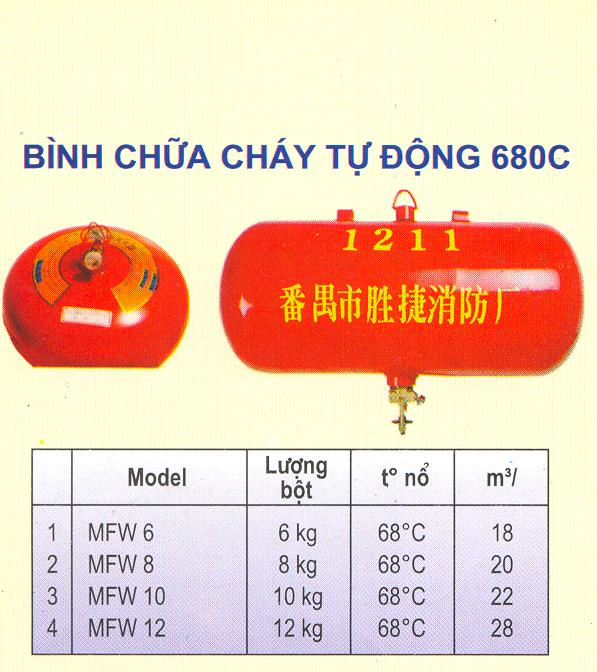 BÌNH CHỮA CHÁY TỰ ĐỘNG 680C
1211
番禺市胜捷消防厂
Model Lượng bột t° nổ m³/
1 MFW 6 6 kg 68°C 18
2 MFW 8 8 kg 68°C 20
3 MFW 10 10 kg 68°C 22
4 MFW 12 12 kg 68°C 28